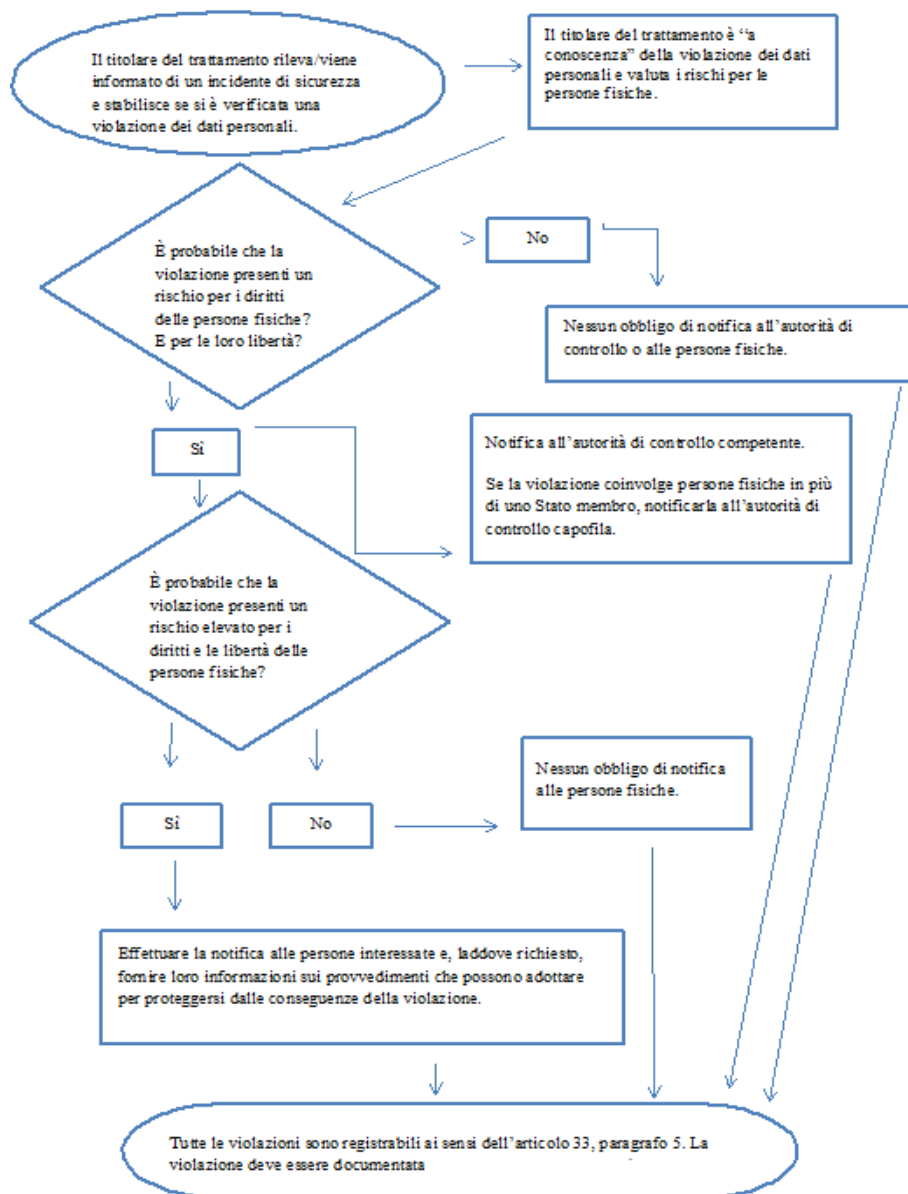 Il titolare del trattamento rileva/viene
informato di un incidente di sicurezza
e stabilisce se si è verificata una
violazione dei dati personali.
Il titolare del trattamento è “a
conoscenza” della violazione dei dati
personali e valuta i rischi per le
persone fisiche.
È probabile che la
violazione presenti un
rischio per i diritti
delle persone fisiche?
E per le loro libertà?
No
Nessun obbligo di notifica all’autorità di
controllo o alle persone fisiche.
Sì
Notifica all’autorità di controllo competente.
Se la violazione coinvolge persone fisiche in più
di uno Stato membro, notificarla all’autorità di
controllo capofila.
È probabile che la
violazione presenti un
rischio elevato per i
diritti e le libertà delle
persone fisiche?
Nessun obbligo di notifica
alle persone fisiche.
Sì
No
Effettuare la notifica alle persone interessate e, laddove richiesto,
fornire loro informazioni sui provvedimenti che possono adottare
per proteggersi dalle conseguenze della violazione.
Tutte le violazioni sono registrabili ai sensi dell’articolo 33, paragrafo 5. La
violazione deve essere documentata